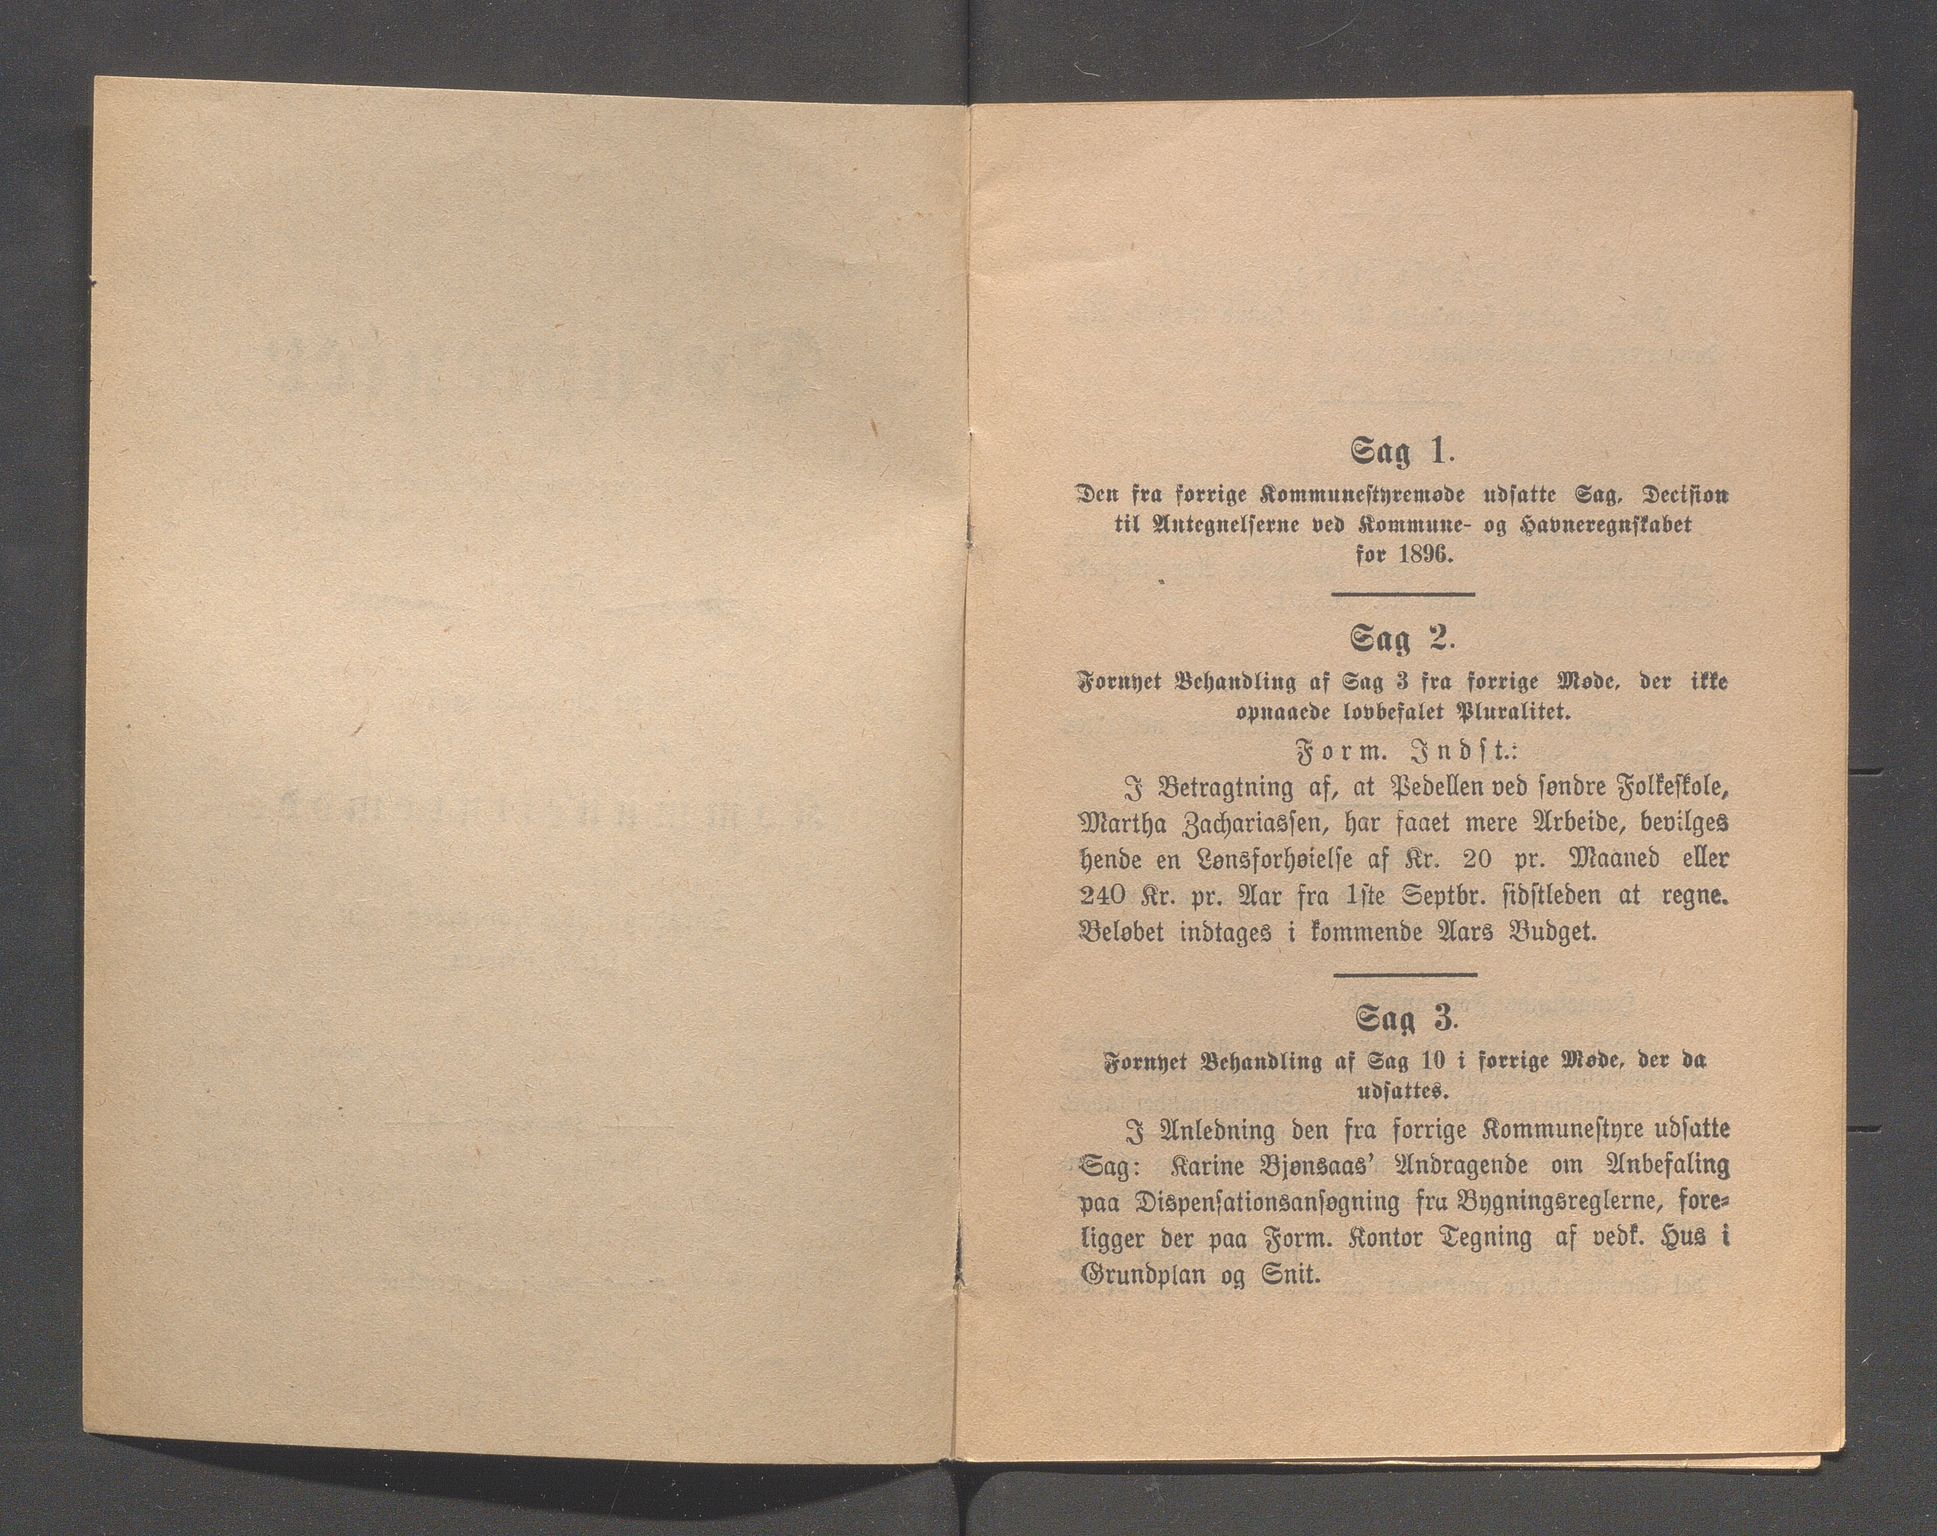 Sag 1.
Den fra forrige Kommunestyremøde udsatte Sag, Decision
til Antegnelserne ved Kommune- og Havneregnskabet
for 1896.
Sag 2.
Fornyet Behandling af Sag 3 fra forrige Møde, der ikke
opnaaede lovbefalet Pluralitet.
Form. Indst.:
I Betragtning af, at Pedellen ved søndre Folkeskole,
Martha Zachariassen, har faaet mere Arbeide, bevilges
hende en Lønsforhøielse af Kr. 20 pr. Maaned eller
240 Kr. pr. Aar fra 1ste Septbr. sidstleden at regne.
Beløbet indtages i kommende Aars Budget.
Sag 3.
Fornyet Behandling af Sag 10 i forrige Møde, der da
udsattes.
I Anledning den fra forrige Kommunestyre udsatte
Sag: Karine Bjønsaas' Andragende om Anbefaling
paa Dispensationsansøgning fra Bygningsreglerne, fore-
ligger der paa Form. Kontor Tegning af vedk. Hus i
Grundplan og Snit.